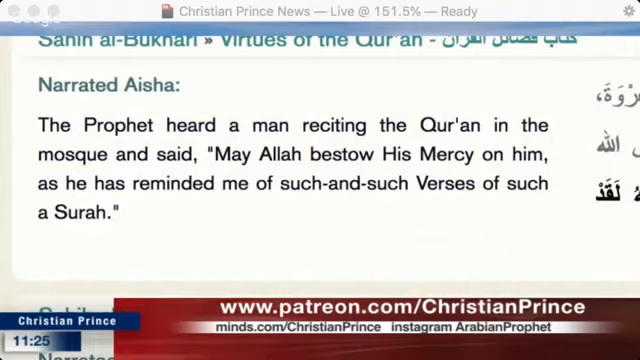 Christian Prince News — Live @ 151.5% — Ready
Google
Sahih al-Bukhari » Virtues of the Qur'an - كتاب فضائل القرآن
Narrated Aisha:
The Prophet heard a man reciting the Qur'an in the
mosque and said, "May Allah bestow His Mercy on him,
as he has reminded me of such-and-such Verses of such
a Surah."
الله
لَقَدْ
www.patreon.com/ChristianPrince
minds.com/ChristianPrince instagram ArabianProphet
Christian Prince
11:25